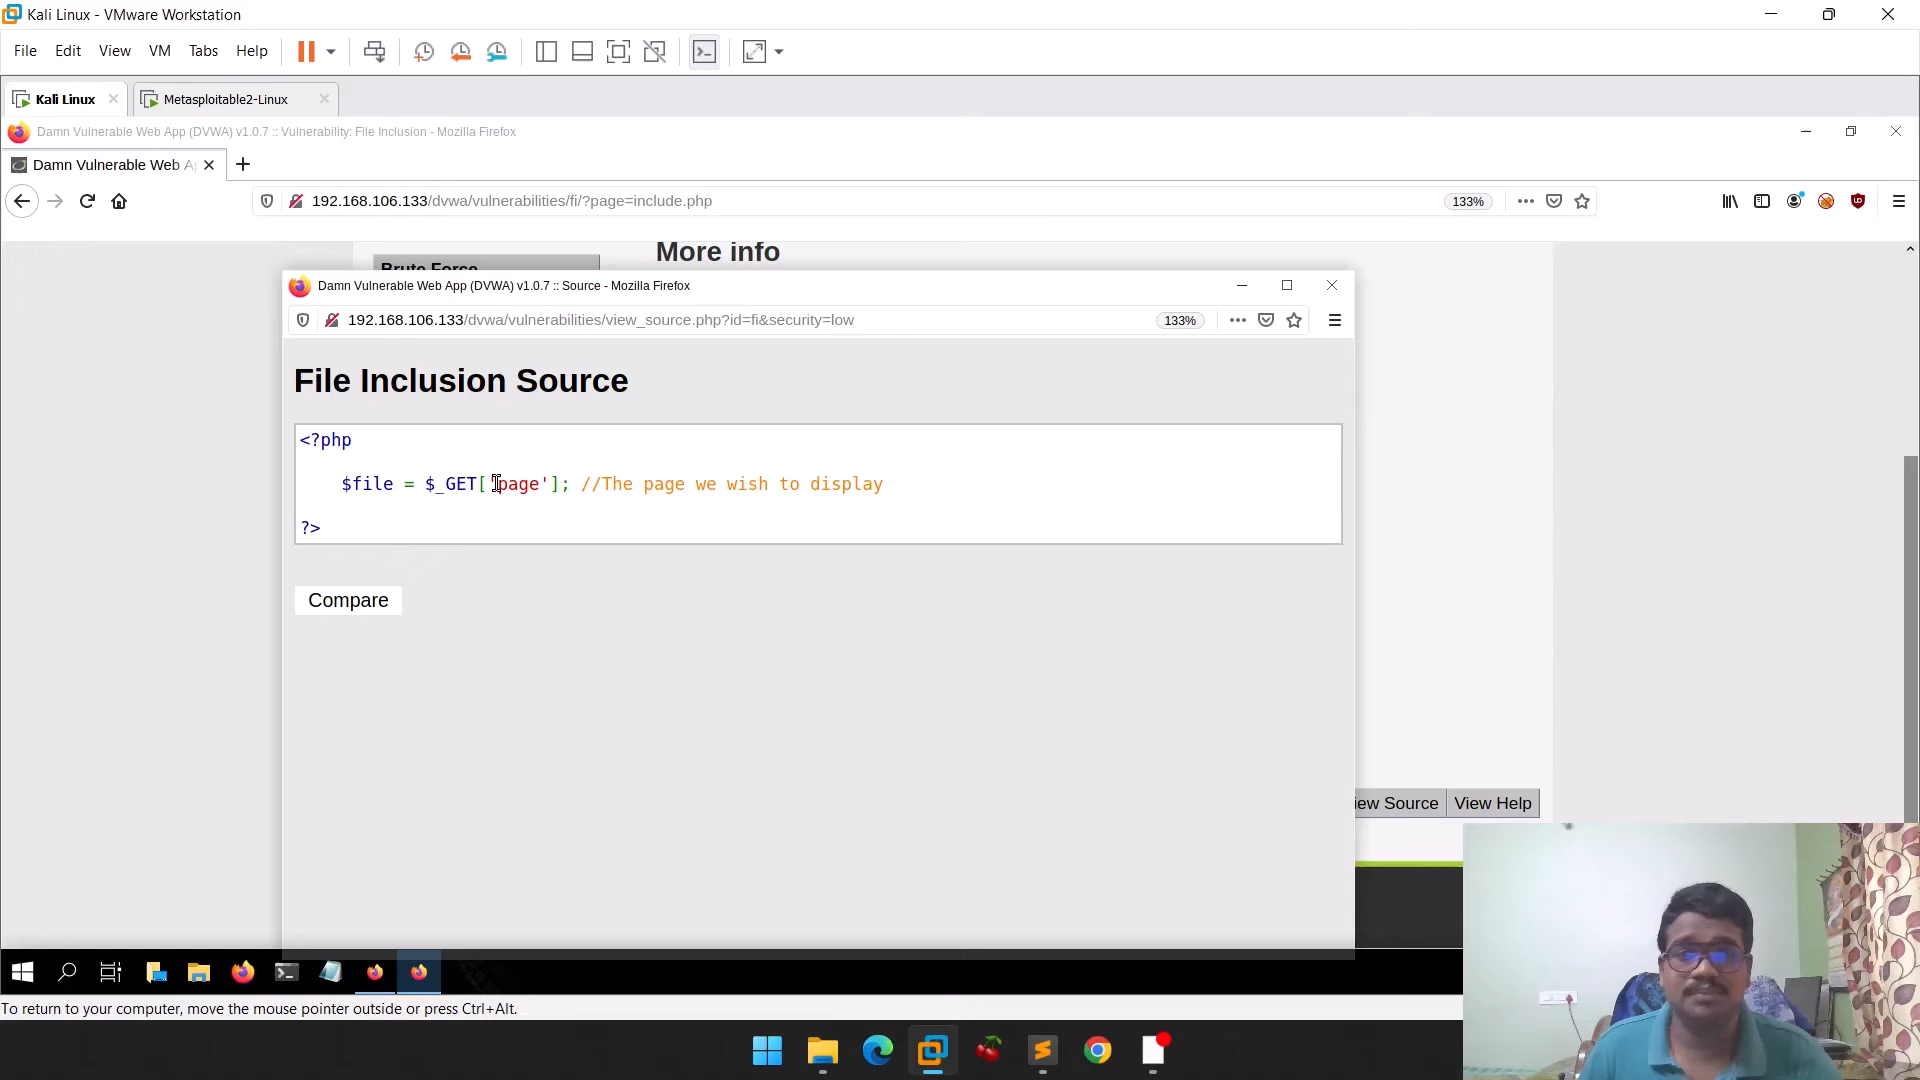 Kali Linux - VMware Workstation
File Edit View VM Tabs Help
Kali Linux Metasploitable2-Linux
Damn Vulnerable Web App (DVWA) v1.0.7 :: Vulnerability: File Inclusion - Mozilla Firefox
Damn Vulnerable Web A
192.168.106.133/dvwa/vulnerabilities/fi/?page=include.php 133%
More info
Brute Force
Damn Vulnerable Web App (DVWA) v1.0.7 :: Source - Mozilla Firefox
192.168.106.133/dvwa/vulnerabilities/view_source.php?id=fi&security=low 133%
File Inclusion Source
<?php
$file = $_GET['page']; //The page we wish to display
?>
Compare
iew Source View Help
To return to your computer, move the mouse pointer outside or press Ctrl+Alt.